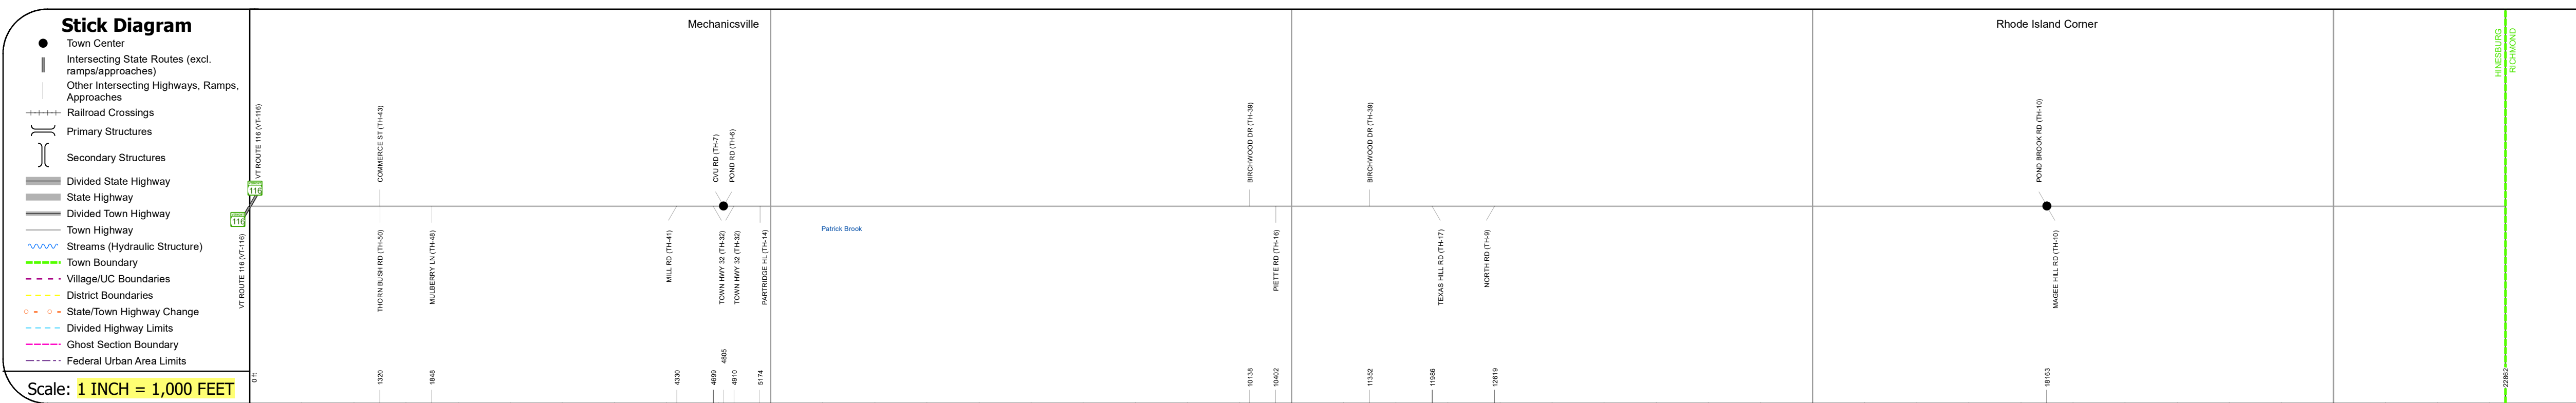 Stick Diagram
Town Center
Intersecting State Routes (excl.
ramps/approaches)
Other Intersecting Highways, Ramps,
Approaches
Railroad Crossings
Primary Structures
Secondary Structures
Divided State Highway
State Highway
Divided Town Highway
Town Highway
Streams (Hydraulic Structure)
Town Boundary
Village/UC Boundaries
District Boundaries
State/Town Highway Change
Divided Highway Limits
Ghost Section Boundary
Federal Urban Area Limits
Scale: 1 INCH = 1,000 FEET
Mechanicsville
Rhode Island Corner
HINESBURG
RICHMOND
VT ROUTE 116 (VT-116)
COMMERCE ST (TH-43)
CVU RD (TH-7)
POND RD (TH-6)
BIRCHWOOD DR (TH-39)
BIRCHWOOD DR (TH-39)
POND BROOK RD (TH-10)
116
116
VT ROUTE 116 (VT-116)
THORN BUSH RD (TH-50)
MULBERRY LN (TH-48)
MILL RD (TH-41)
TOWN HWY 32 (TH-32)
TOWN HWY 32 (TH-32)
PARTRIDGE HL (TH-14)
Patrick Brook
PIETTE RD (TH-16)
TEXAS HILL RD (TH-17)
NORTH RD (TH-9)
MAGEE HILL RD (TH-10)
0 ft
1320
1848
4330
4699
4805
4910
5174
10138
10402
11352
11986
12619
18163
22862